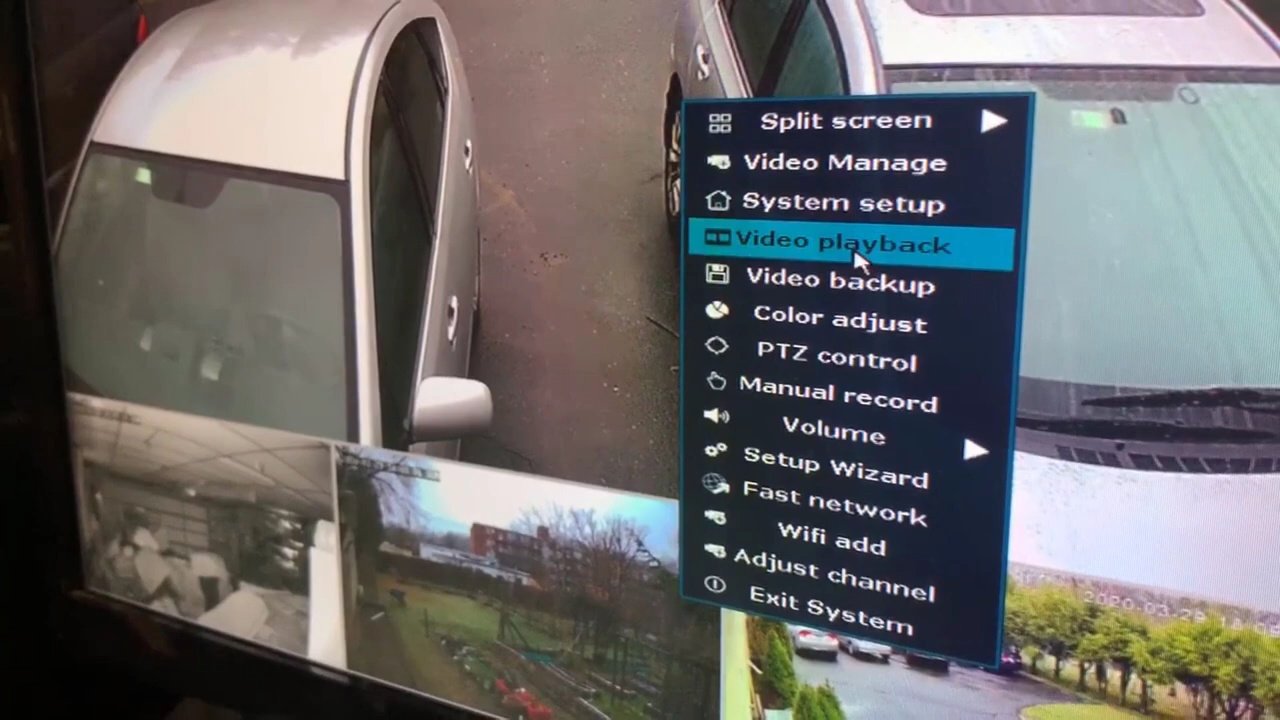 Split screen
Video Manage
System setup
Video playback
Video backup
Color adjust
PTZ control
Manual record
Volume
Setup Wizard
Fast network
Wifi add
Adjust channel
Exit System